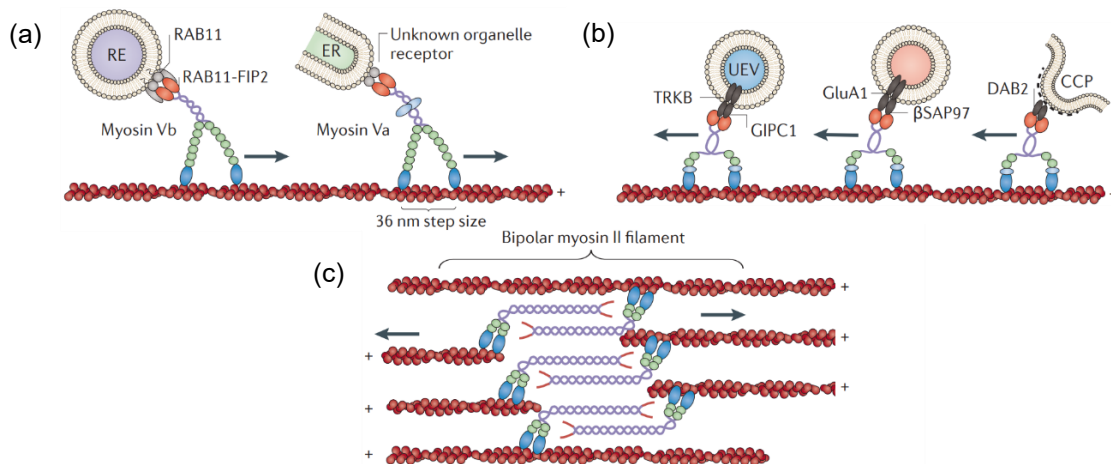 (a)
RE
RAB11
RAB11-FIP2
Myosin Vb
ER
Unknown organelle
receptor
Myosin Va
+
36 nm step size
(b)
UEV
TRKB
GIPC1
GluA1
βSAP97
DAB2
CCP
Bipolar myosin II filament
(c)
+
+
+
+
+
+